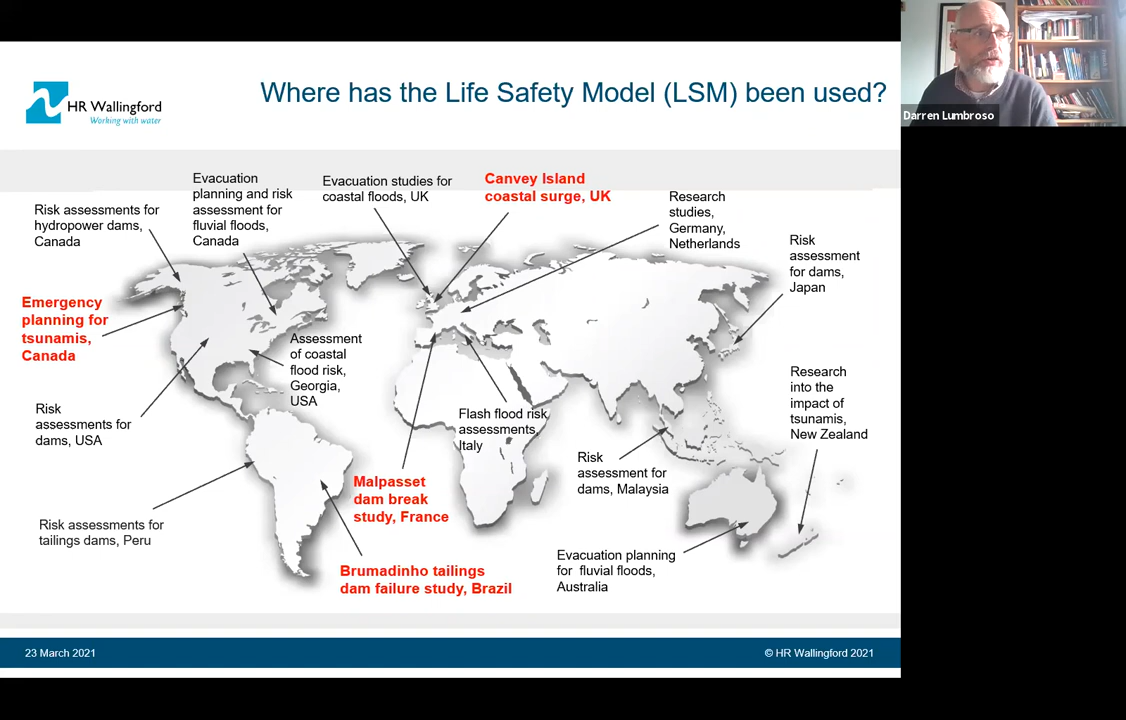 HR Wallingford
Working with water
Where has the Life Safety Model (LSM) been used?
Darren Lumbroso
Evacuation
planning and risk
assessment for
fluvial floods,
Canada
Evacuation studies for
coastal floods, UK
Canvey Island
coastal surge, UK
Research
studies,
Germany,
Netherlands
Risk assessments for
hydropower dams,
Canada
Risk
assessment
for dams,
Japan
Emergency
planning for
tsunamis,
Canada
Assessment
of coastal
flood risk,
Georgia,
USA
Research
into the
impact of
tsunamis,
New Zealand
Risk
assessments for
dams, USA
Flash flood risk
assessments,
Italy
Risk
assessment for
dams, Malaysia
Malpasset
dam break
study, France
Risk assessments for
tailings dams, Peru
Brumadinho tailings
dam failure study, Brazil
Evacuation planning
for fluvial floods,
Australia
23 March 2021
© HR Wallingford 2021